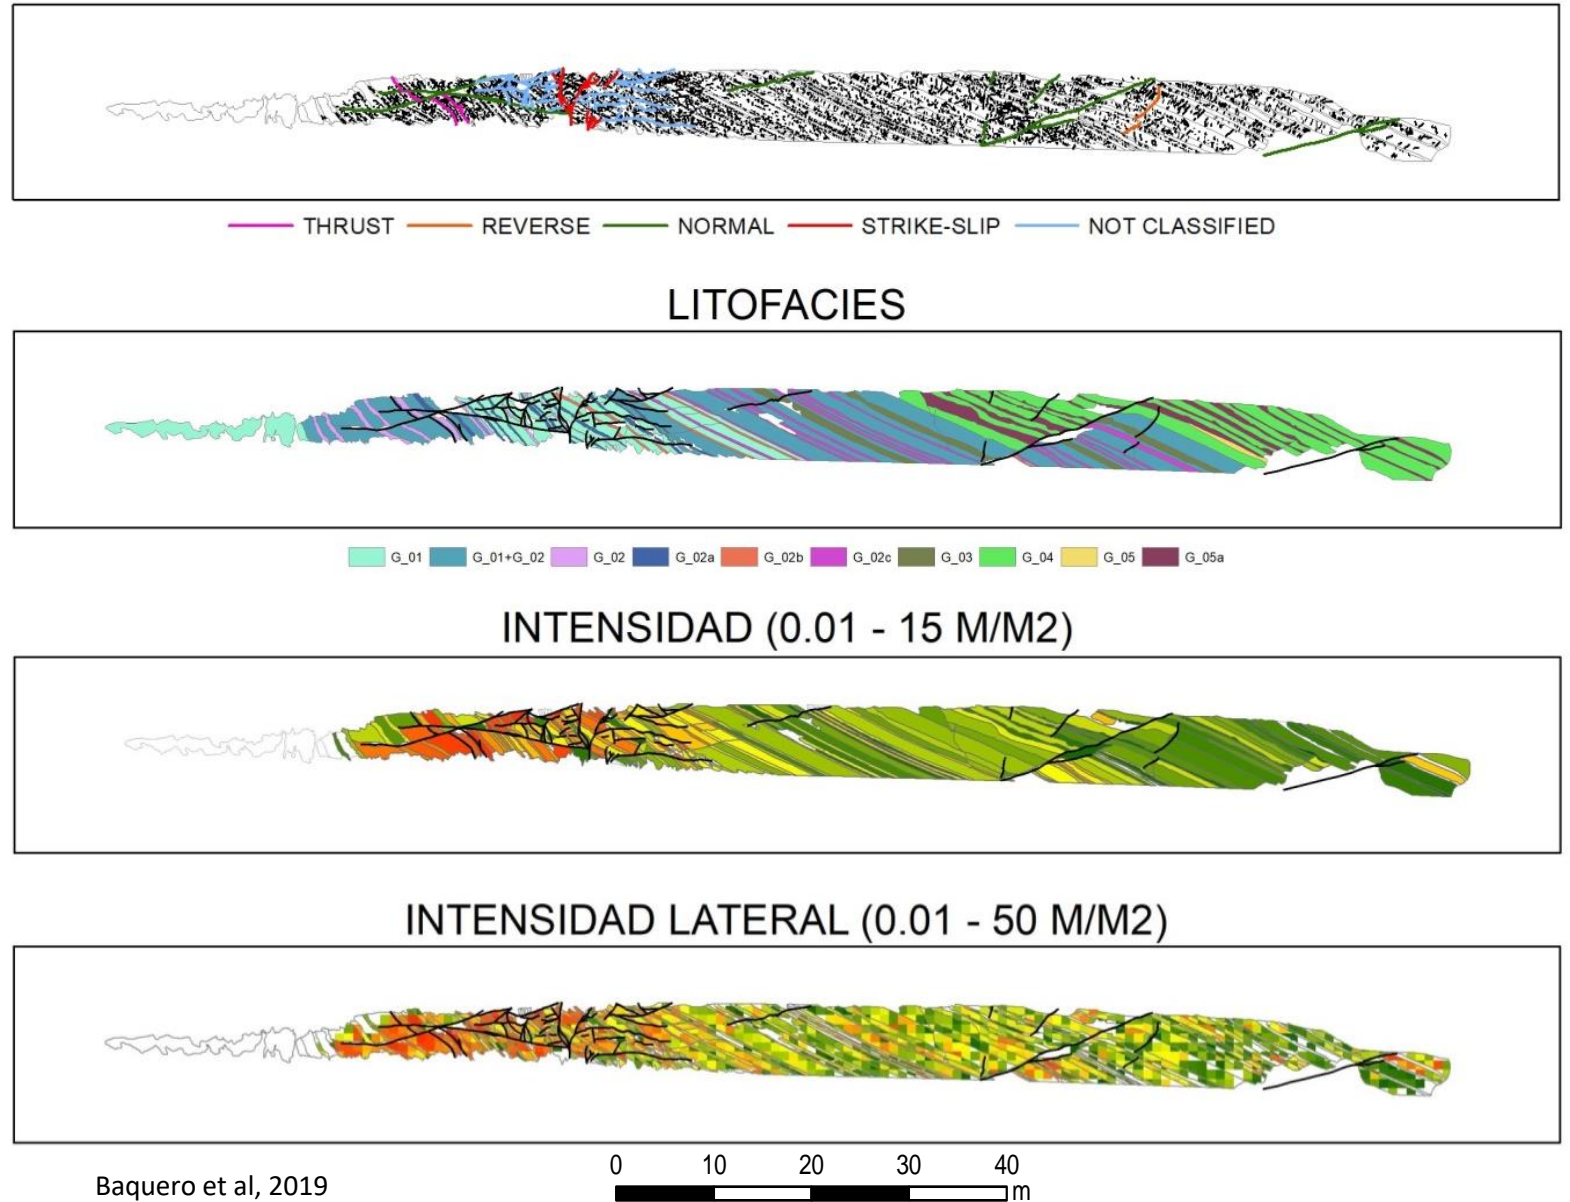 THRUST REVERSE NORMAL STRIKE-SLIP NOT CLASSIFIED
LITOFACIES
G_01 G_01+G_02 G_02 G_02a G_02b G_02c G_03 G_04 G_05 G_05a
INTENSIDAD (0.01 - 15 M/M2)
INTENSIDAD LATERAL (0.01 - 50 M/M2)
0 10 20 30 40
m
Baquero et al, 2019